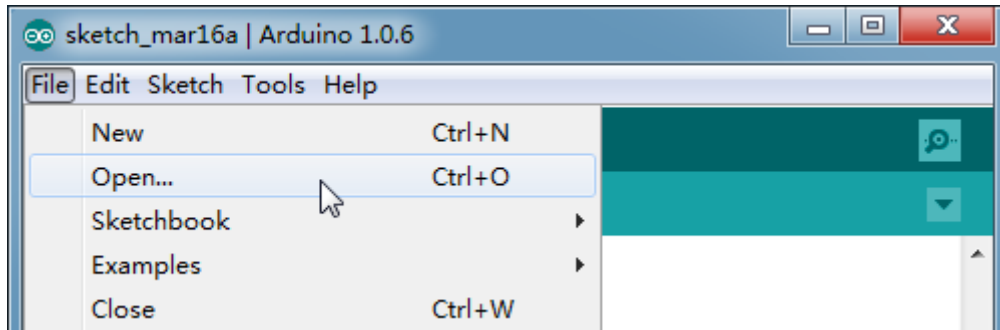 sketch_mar16a | Arduino 1.0.6
File Edit Sketch Tools Help
New Ctrl+N
Open... Ctrl+O
Sketchbook
Examples
Close Ctrl+W